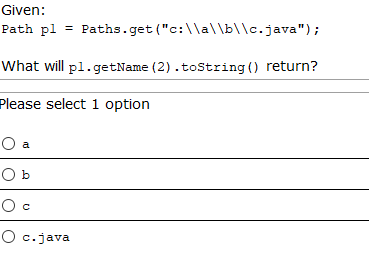 Given:
Path p1 = Paths.get("c:\\a\\b\\c.java");
What will p1.getName(2).toString() return?
Please select 1 option
a
b
c
c.java